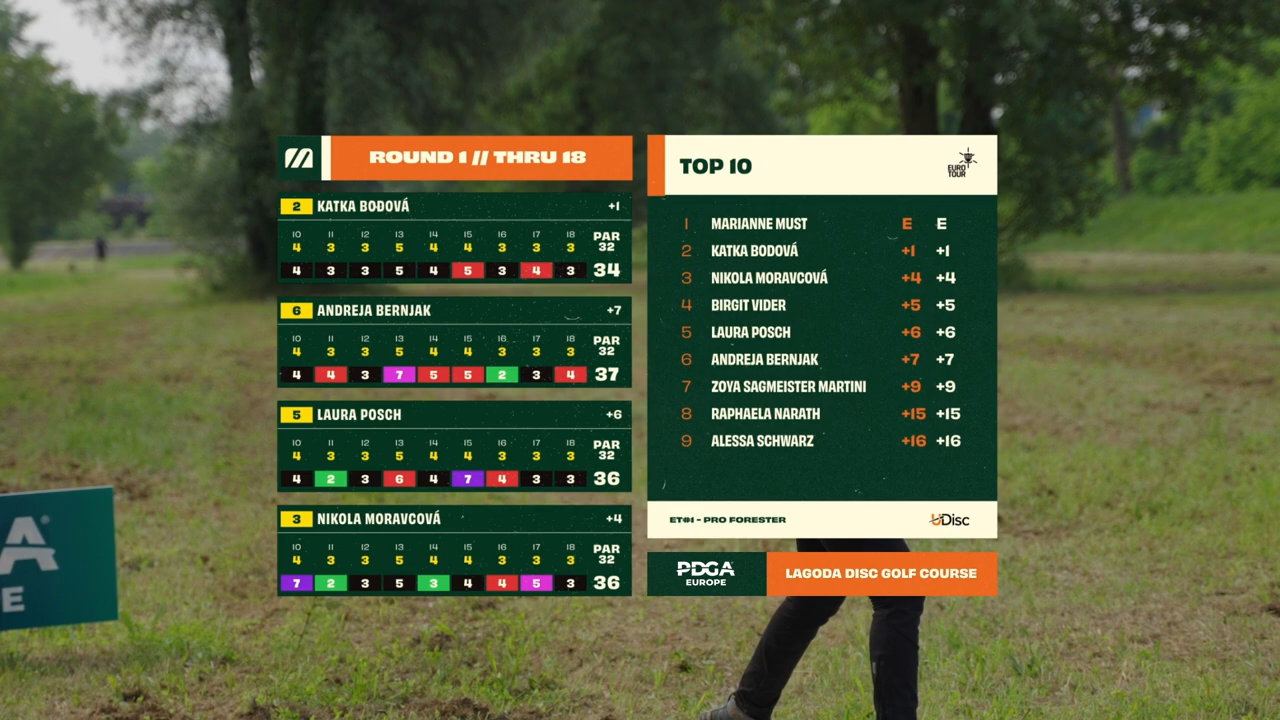 ROUND 1 // THRU 18
2 KATKA BODOVÁ +1
10 11 12 13 14 15 16 17 18 PAR
4 3 3 5 4 4 3 3 3 32
4 3 3 5 4 5 3 4 3 34
6 ANDREJA BERNJAK +7
10 11 12 13 14 15 16 17 18 PAR
4 3 3 5 4 4 3 3 3 32
4 4 3 7 5 5 2 3 4 37
5 LAURA POSCH +6
10 11 12 13 14 15 16 17 18 PAR
4 3 3 5 4 4 3 3 3 32
4 2 3 6 4 7 4 3 3 36
3 NIKOLA MORAVCOVÁ +4
10 11 12 13 14 15 16 17 18 PAR
4 3 3 5 4 4 3 3 3 32
7 2 3 5 3 4 4 5 3 36
TOP 10
EURO
TOUR
1 MARIANNE MUST E E
2 KATKA BODOVÁ +1 +1
3 NIKOLA MORAVCOVÁ +4 +4
4 BIRGIT VIDER +5 +5
5 LAURA POSCH +6 +6
6 ANDREJA BERNJAK +7 +7
7 ZOYA SAGMEISTER MARTINI +9 +9
8 RAPHAELA NARATH +15 +15
9 ALESSA SCHWARZ +16 +16
ET#1 - PRO FORESTER
UDisc
PDGA
EUROPE
LAGODA DISC GOLF COURSE
A
E